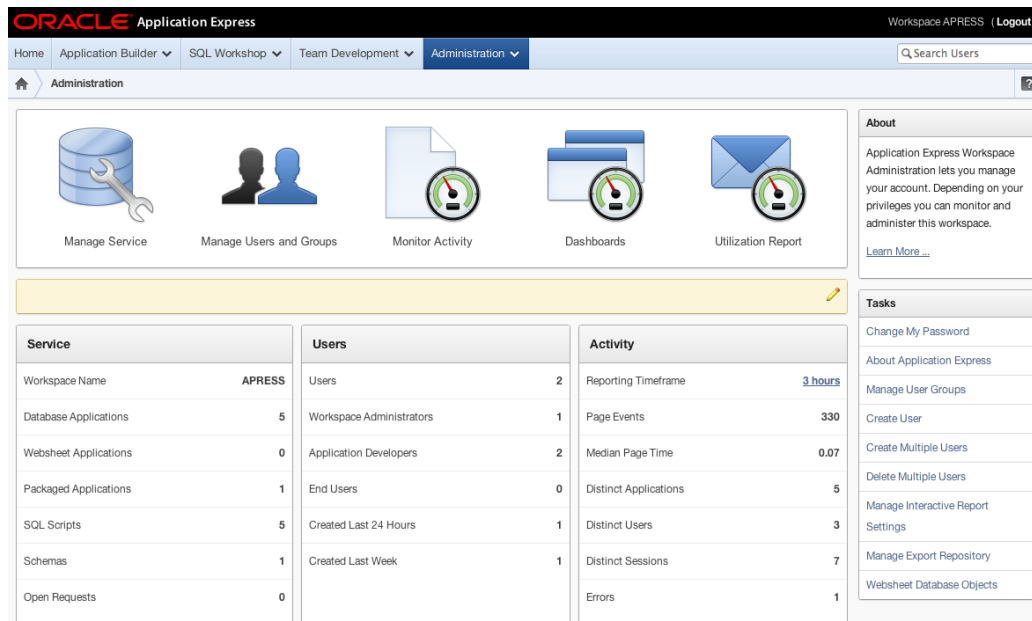 ORACLE Application Express Workspace APRESS (Logout
Home Application Builder SQL Workshop Team Development Administration Search Users
Administration ?
Manage Service Manage Users and Groups Monitor Activity Dashboards Utilization Report
About
Application Express Workspace
Administration lets you manage
your account. Depending on your
privileges you can monitor and
administer this workspace.
Learn More ...
Service
Workspace Name APRESS
Database Applications 5
Websheet Applications 0
Packaged Applications 1
SQL Scripts 5
Schemas 1
Open Requests 0
Users
Users 2
Workspace Administrators 1
Application Developers 2
End Users 0
Created Last 24 Hours 1
Created Last Week 1
Activity
Reporting Timeframe 3 hours
Page Events 330
Median Page Time 0.07
Distinct Applications 5
Distinct Users 3
Distinct Sessions 7
Errors 1
Tasks
Change My Password
About Application Express
Manage User Groups
Create User
Create Multiple Users
Delete Multiple Users
Manage Interactive Report
Settings
Manage Export Repository
Websheet Database Objects